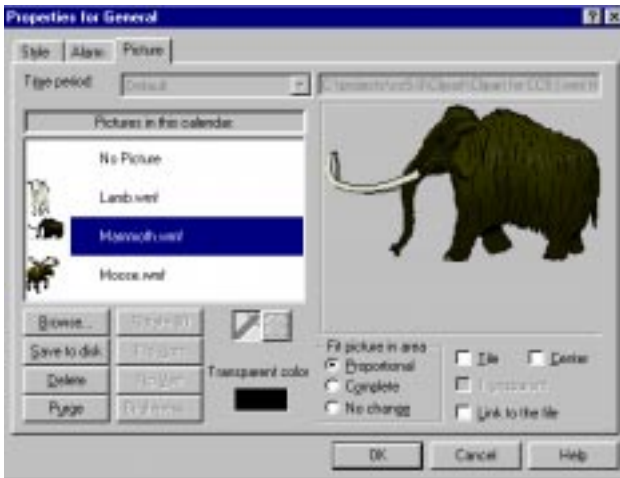 Properties for General
Style Alarm Picture
Time period: Default
Pictures in this calendar:
No Picture
Lamb.wmf
Mammoth.wmf
Moose.wmf
Browse...
Save to disk
Delete
Purge
Transparent color
Fit picture in area
Proportional
Complete
No change
Tile Center
Link to the file
OK Cancel Help